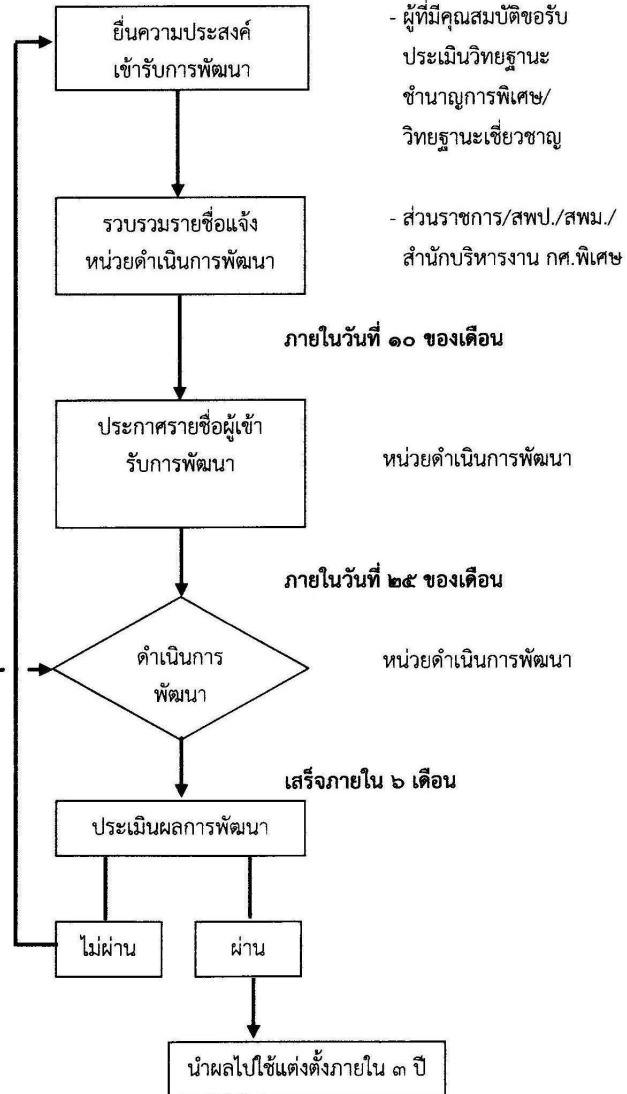 ยื่นความประสงค์
เข้ารับการพัฒนา
- ผู้ที่มีคุณสมบัติขอรับ
ประเมินวิทยฐานะ
ชำนาญการพิเศษ/
วิทยฐานะเชี่ยวชาญ
รวบรวมรายชื่อแจ้ง
หน่วยดำเนินการพัฒนา
- ส่วนราชการ/สพป./สพม./
สำนักบริหารงาน กศ.พิเศษ
ภายในวันที่ ๑๐ ของเดือน
ประกาศรายชื่อผู้เข้า
รับการพัฒนา
หน่วยดำเนินการพัฒนา
ภายในวันที่ ๒๕ ของเดือน
ดำเนินการ
พัฒนา
หน่วยดำเนินการพัฒนา
เสร็จภายใน ๖ เดือน
ประเมินผลการพัฒนา
ไม่ผ่าน
ผ่าน
นำผลไปใช้แต่งตั้งภายใน ๓ ปี